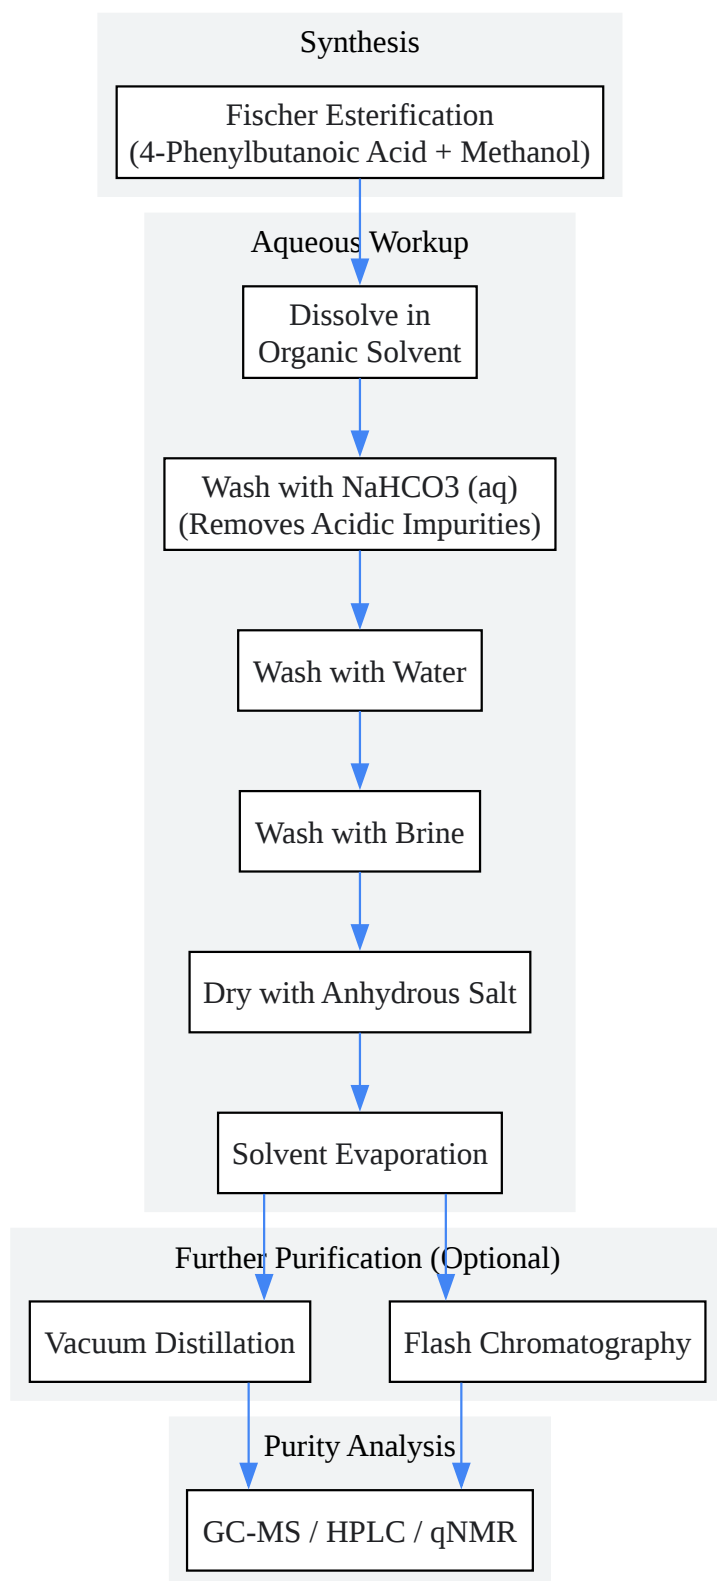 Synthesis
Fischer Esterification
(4-Phenylbutanoic Acid + Methanol)
Aqueous Workup
Dissolve in
Organic Solvent
Wash with NaHCO3 (aq)
(Removes Acidic Impurities)
Wash with Water
Wash with Brine
Dry with Anhydrous Salt
Solvent Evaporation
Further Purification (Optional)
Vacuum Distillation
Flash Chromatography
Purity Analysis
GC-MS / HPLC / qNMR